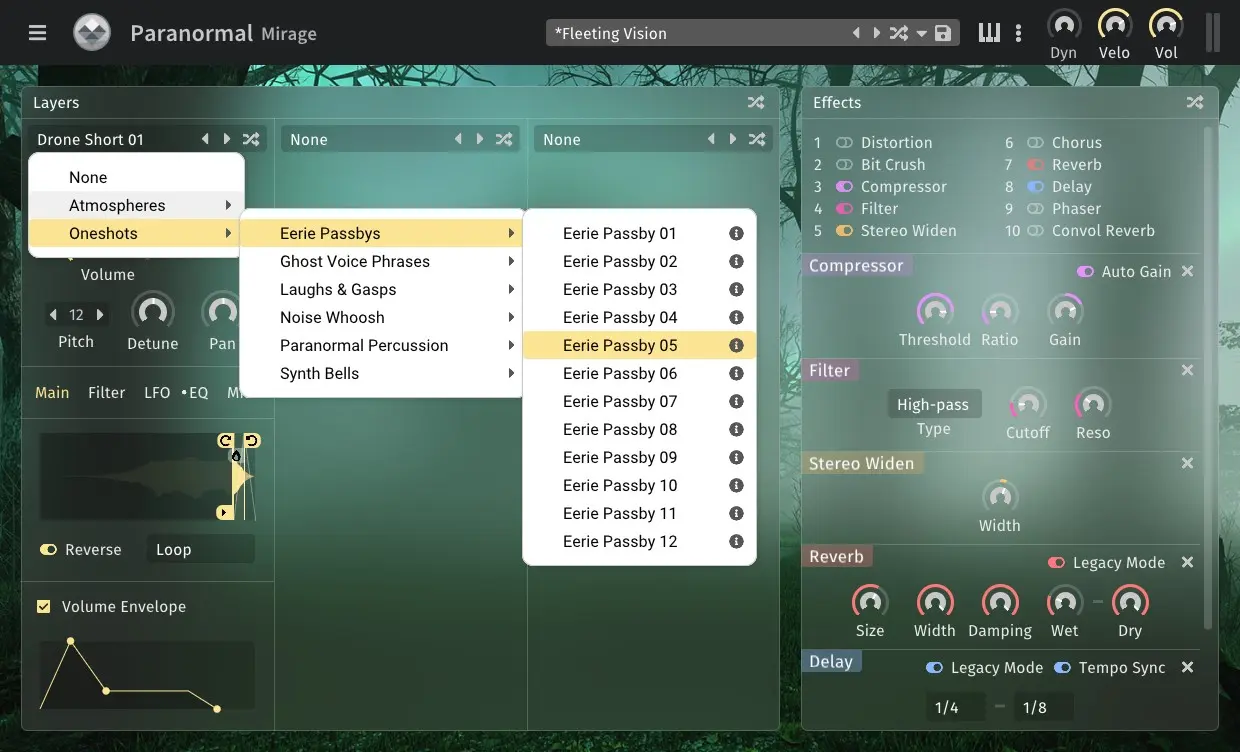 Paranormal Mirage
*Fleeting Vision
Dyn Velo Vol
Layers
Drone Short 01
None
None
None
Atmospheres
Oneshots
Eerie Passbys
Ghost Voice Phrases
Laughs & Gasps
Noise Whoosh
Paranormal Percussion
Synth Bells
Eerie Passby 01
Eerie Passby 02
Eerie Passby 03
Eerie Passby 04
Eerie Passby 05
Eerie Passby 06
Eerie Passby 07
Eerie Passby 08
Eerie Passby 09
Eerie Passby 10
Eerie Passby 11
Eerie Passby 12
Volume
12
Pitch Detune Pan
Main Filter LFO •EQ
Reverse Loop
Volume Envelope
Effects
1 Distortion
2 Bit Crush
3 Compressor
4 Filter
5 Stereo Widen
6 Chorus
7 Reverb
8 Delay
9 Phaser
10 Convol Reverb
Compressor
Auto Gain
Threshold Ratio Gain
Filter
High-pass
Type Cutoff Reso
Stereo Widen
Width
Reverb
Legacy Mode
Size Width Damping Wet Dry
Delay
Legacy Mode Tempo Sync
1/4 1/8